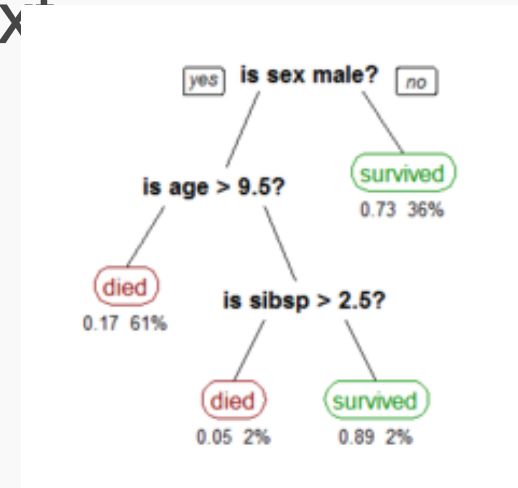 yes is sex male? no
survived
0.73 36%
is age > 9.5?
died
0.17 61%
is sibsp > 2.5?
died survived
0.05 2% 0.89 2%